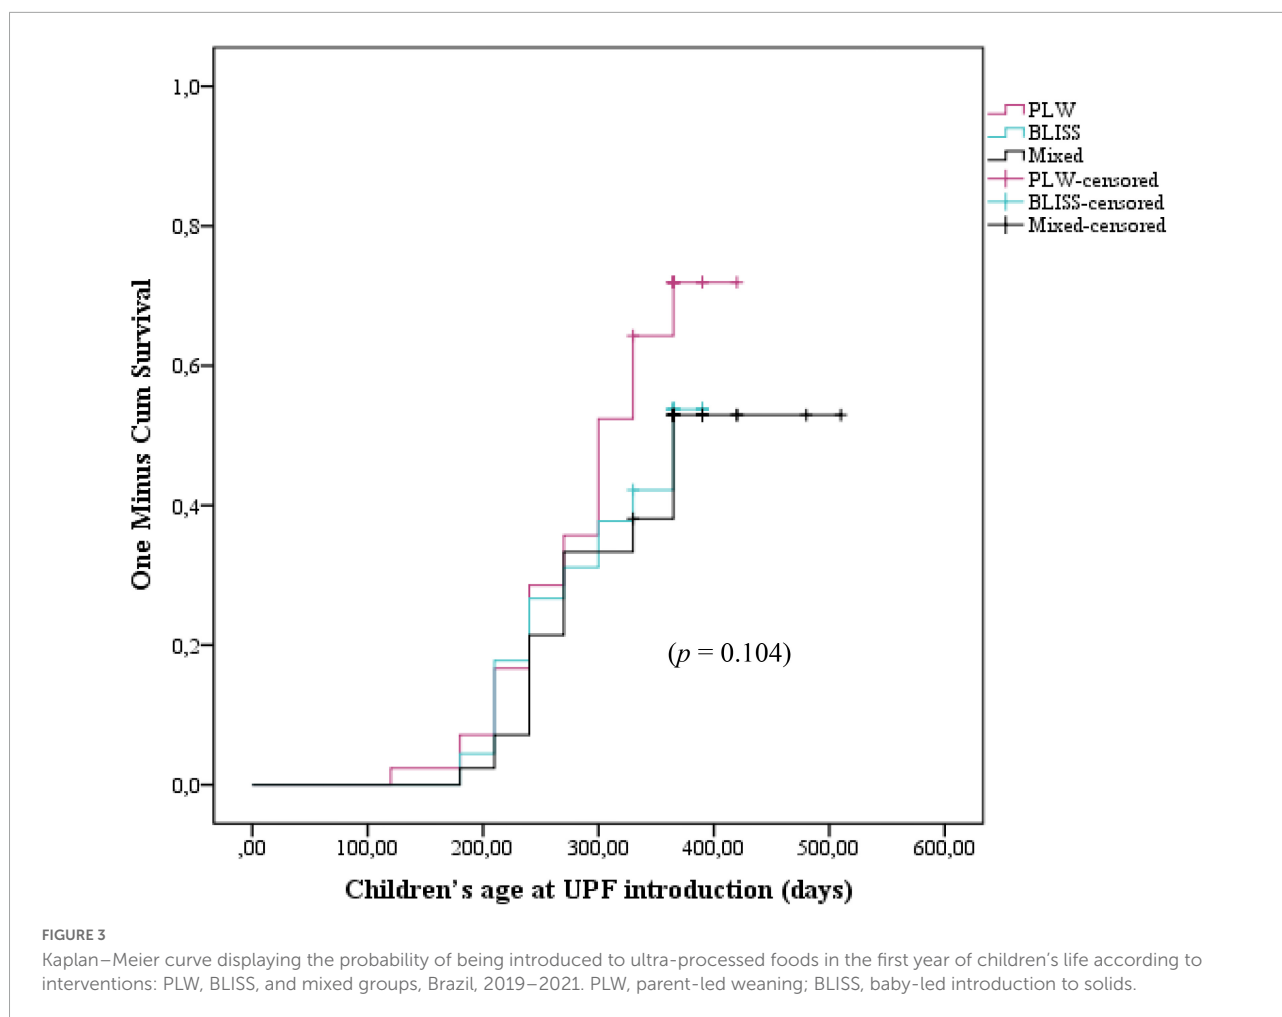 1,0
0,8
0,6
0,4
0,2
0,0
One Minus Cum Survival
PLW
BLISS
Mixed
PLW-censored
BLISS-censored
Mixed-censored
(p = 0.104)
,00 100,00 200,00 300,00 400,00 500,00 600,00
Children's age at UPF introduction (days)
FIGURE 3
Kaplan–Meier curve displaying the probability of being introduced to ultra-processed foods in the first year of children's life according to
interventions: PLW, BLISS, and mixed groups, Brazil, 2019–2021. PLW, parent-led weaning; BLISS, baby-led introduction to solids.